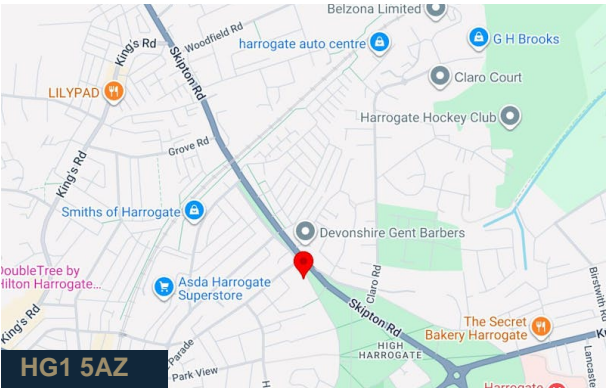 Belzona Limited
Woodfield Rd
King's Rd
Skipton Rd
harrogate auto centre
G H Brooks
Claro Court
LILYPAD
Harrogate Hockey Club
Grove Rd
King's Rd
Smiths of Harrogate
Devonshire Gent Barbers
DoubleTree by
Hilton Harrogate...
Asda Harrogate
Superstore
Claro Rd
Birstwith Rd
King's Rd
Skipton Rd
The Secret
Bakery Harrogate
HIGH
HARROGATE
Parade
Park View
HG1 5AZ
Harrogate